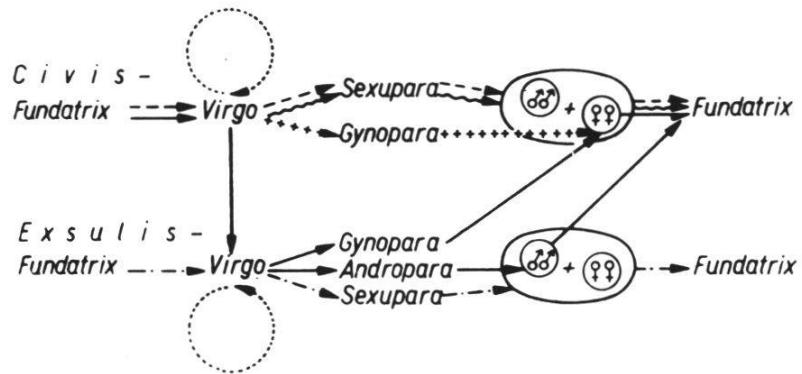 Civis-
Fundatrix Virgo Sexupara ♂♂ + ♀♀ Fundatrix
Gynopara
Exsulis-
Fundatrix Virgo Gynopara ♂♂ + ♀♀ Fundatrix
Andropara
Sexupara